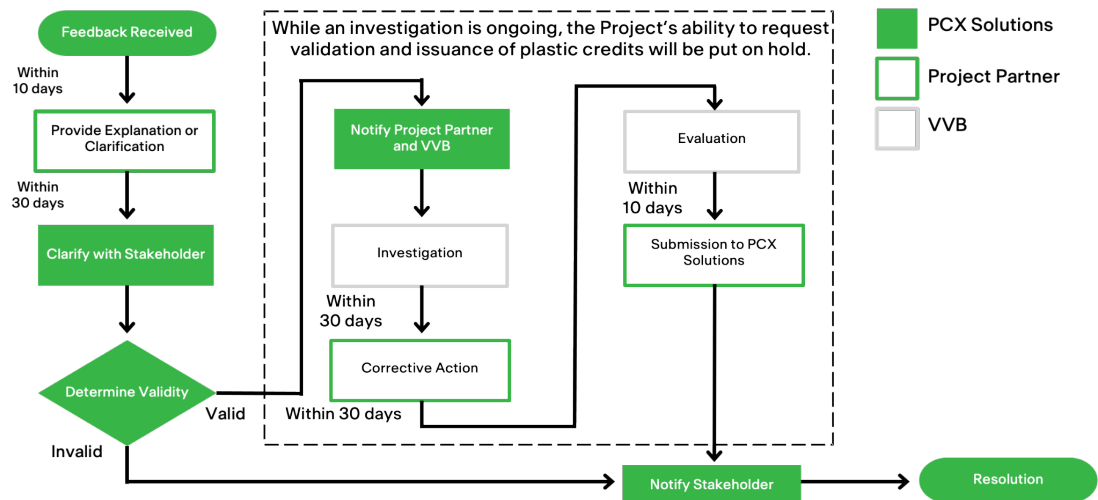 Feedback Received
Within
10 days
Provide Explanation or
Clarification
Within
30 days
Clarify with Stakeholder
Determine Validity
Valid
Invalid
While an investigation is ongoing, the Project's ability to request
validation and issuance of plastic credits will be put on hold.
Notify Project Partner
and VVB
Investigation
Within
30 days
Corrective Action
Within 30 days
Evaluation
Within
10 days
Submission to PCX
Solutions
Notify Stakeholder
Resolution
PCX Solutions
Project Partner
VVB